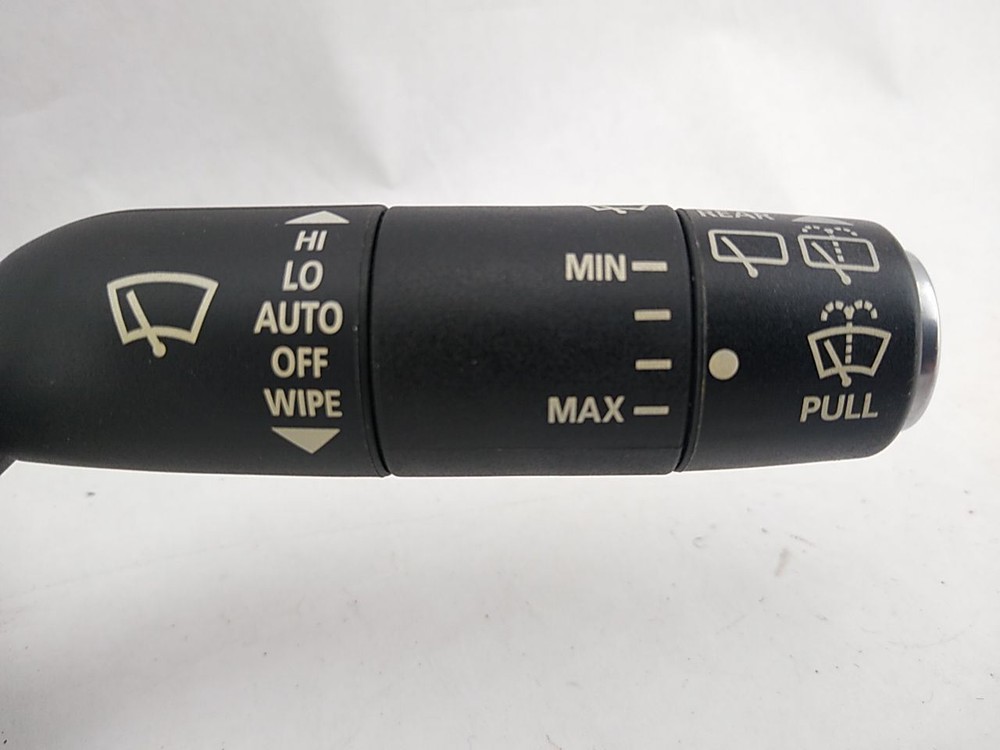 HI
LO
AUTO
OFF
WIPE
MIN
MAX
REAR
PULL